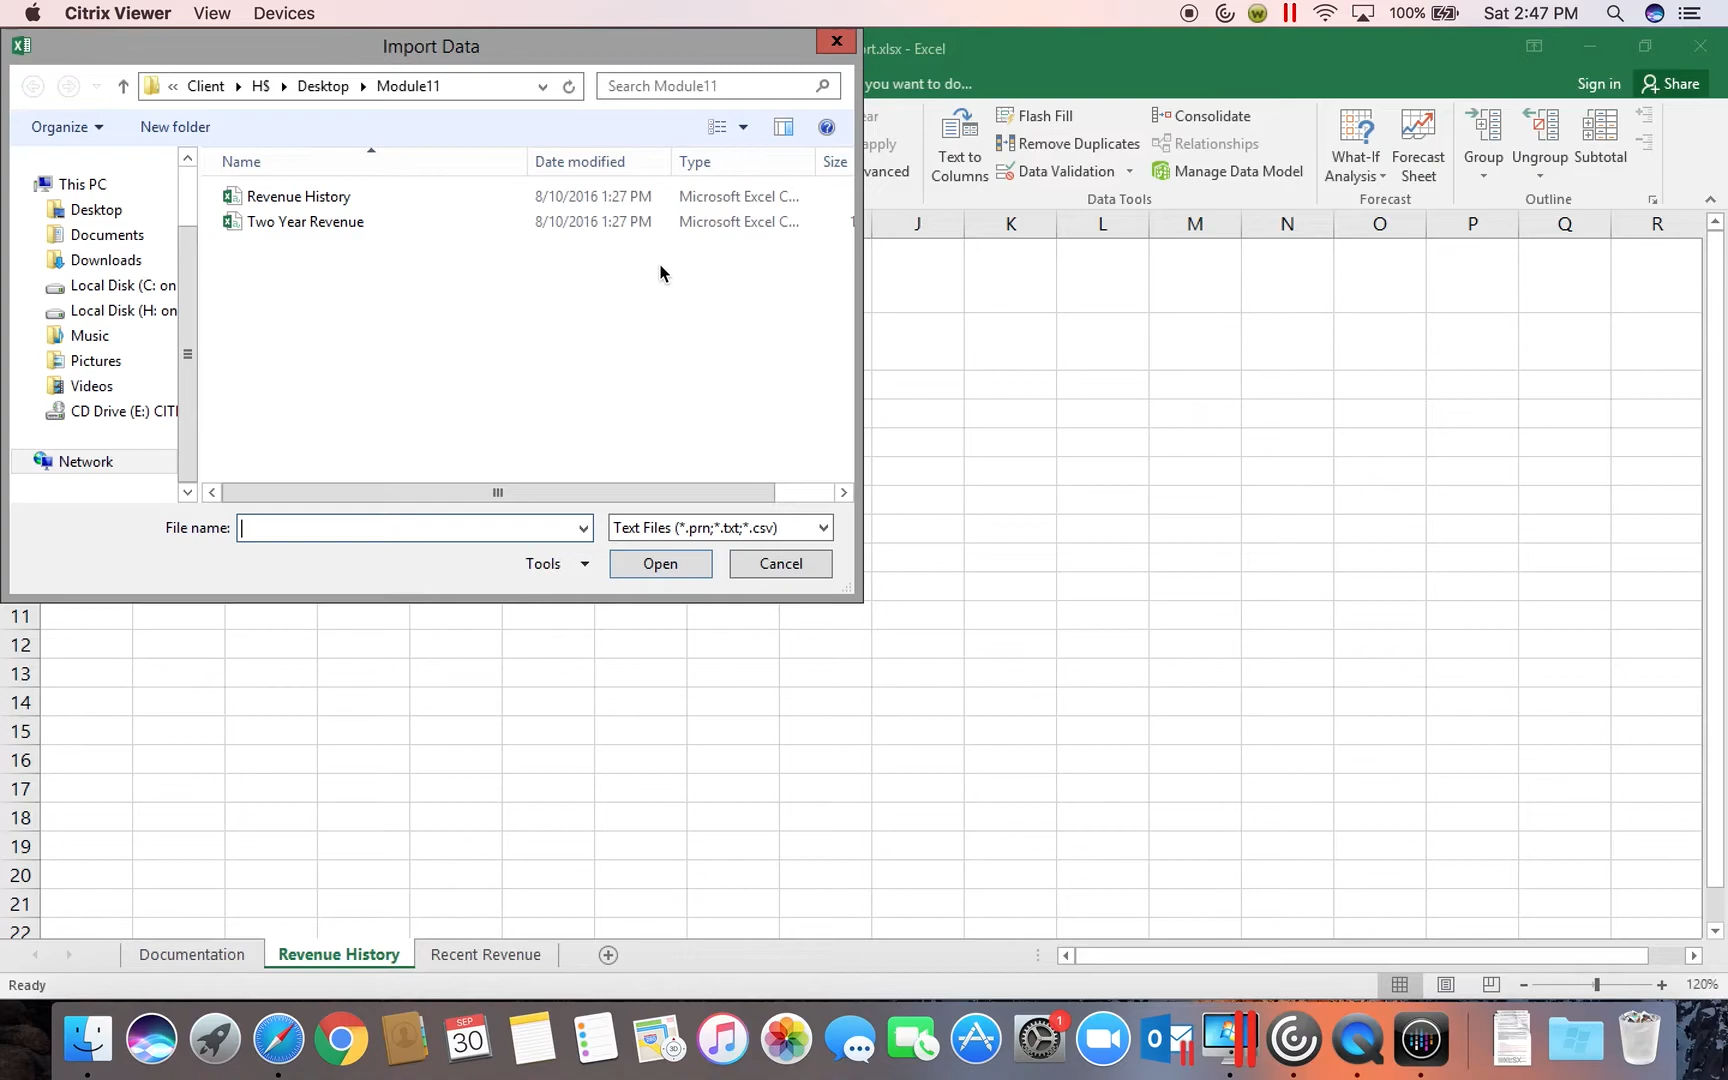 Citrix Viewer View Devices 100% Sat 2:47 PM
Import Data
rt.xlsx - Excel
« Client H$ Desktop Module11 Search Module11
you want to do... Sign in Share
Organize New folder
Name Date modified Type Size
This PC
Desktop
Documents
Downloads
Local Disk (C: on
Local Disk (H: on
Music
Pictures
Videos
CD Drive (E:)
Network
Revenue History 8/10/2016 1:27 PM Microsoft Excel C...
Two Year Revenue 8/10/2016 1:27 PM Microsoft Excel C... 1
File name: Text Files (*.prn;*.txt;*.csv)
Tools Open Cancel
Text to Columns
Flash Fill
Remove Duplicates
Data Validation
Consolidate
Relationships
Manage Data Model
Data Tools
What-If Analysis
Forecast Sheet
Forecast
Group
Ungroup
Subtotal
Outline
J K L M N O P Q R
11
12
13
14
15
16
17
18
19
20
21
22
Documentation Revenue History Recent Revenue
Ready 120%
SEP
30
1